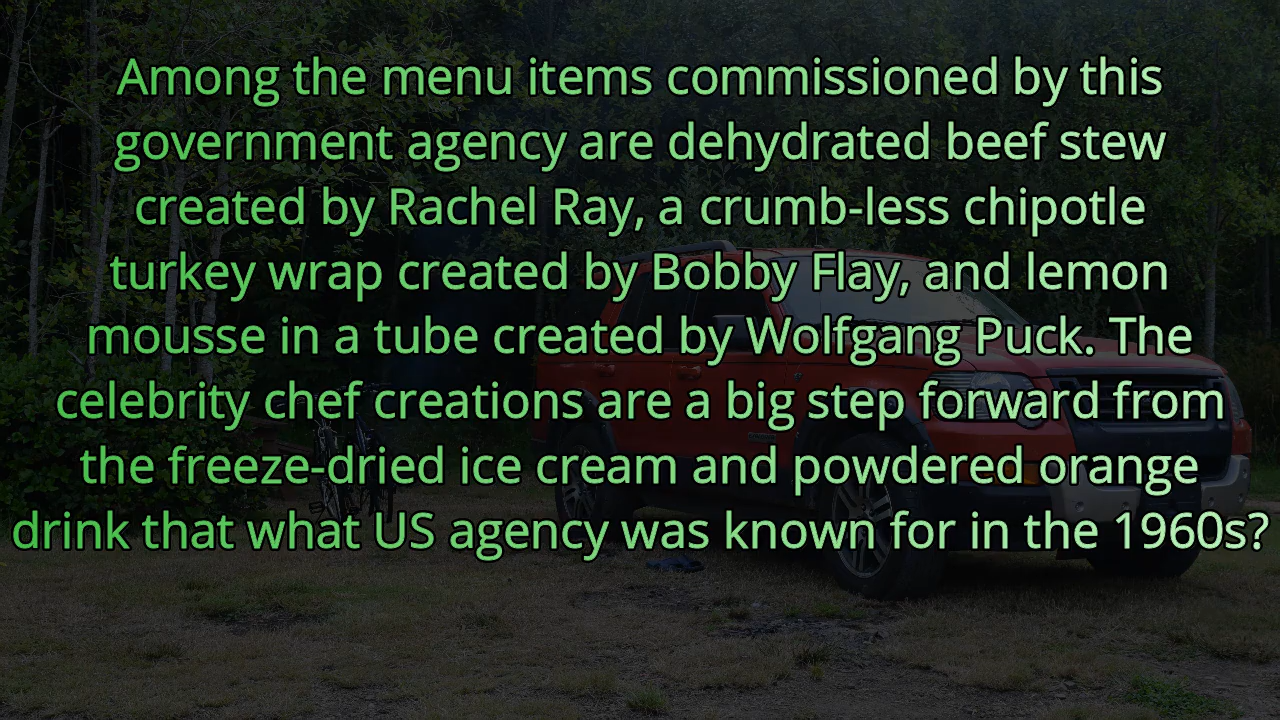 Among the menu items commissioned by this
government agency are dehydrated beef stew
created by Rachel Ray, a crumb-less chipotle
turkey wrap created by Bobby Flay, and lemon
mousse in a tube created by Wolfgang Puck. The
celebrity chef creations are a big step forward from
the freeze-dried ice cream and powdered orange
drink that what US agency was known for in the 1960s?